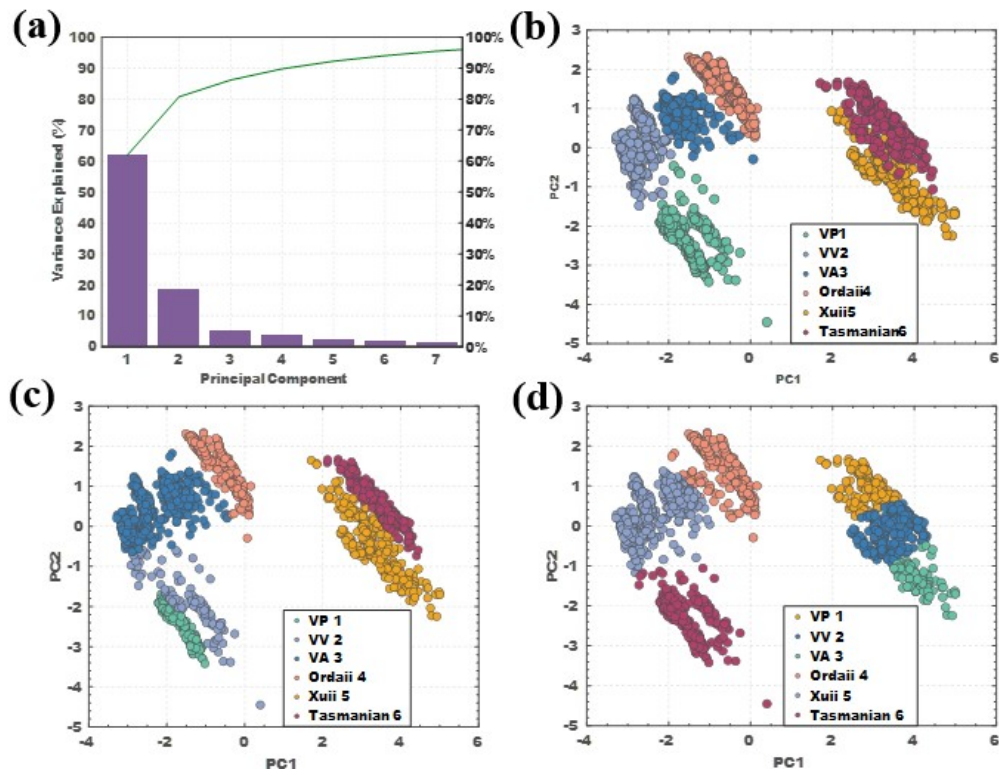 (a)
100
90
80
70
60
50
40
30
20
10
0
100%
90%
80%
70%
60%
50%
40%
30%
20%
10%
0%
Variance Explained (%)
1 2 3 4 5 6 7
Principal Component
(b)
3
2
1
0
-1
-2
-3
-4
-5
PC2
VP1
VV2
VA3
Ordaii4
Xuii5
Tasmanian6
-4 -2 0 2 4 6
PC1
(c)
3
2
1
0
-1
-2
-3
-4
-5
PC2
VP 1
VV 2
VA 3
Ordaii 4
Xuii 5
Tasmanian 6
-4 -2 0 2 4 6
PC1
(d)
3
2
1
0
-1
-2
-3
-4
-5
PC2
VP 1
VV 2
VA 3
Ordaii 4
Xuii 5
Tasmanian 6
-4 -2 0 2 4 6
PC1